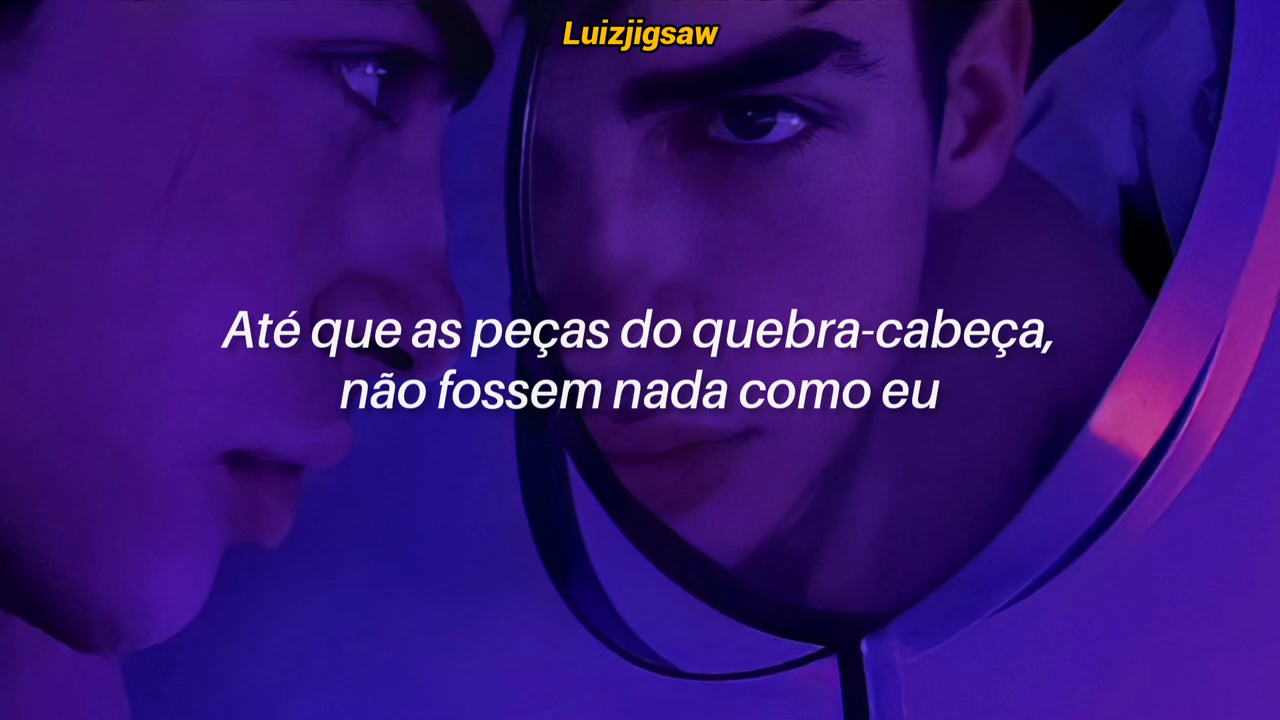 Luizjigsaw
Até que as peças do quebra-cabeça,
não fossem nada como eu